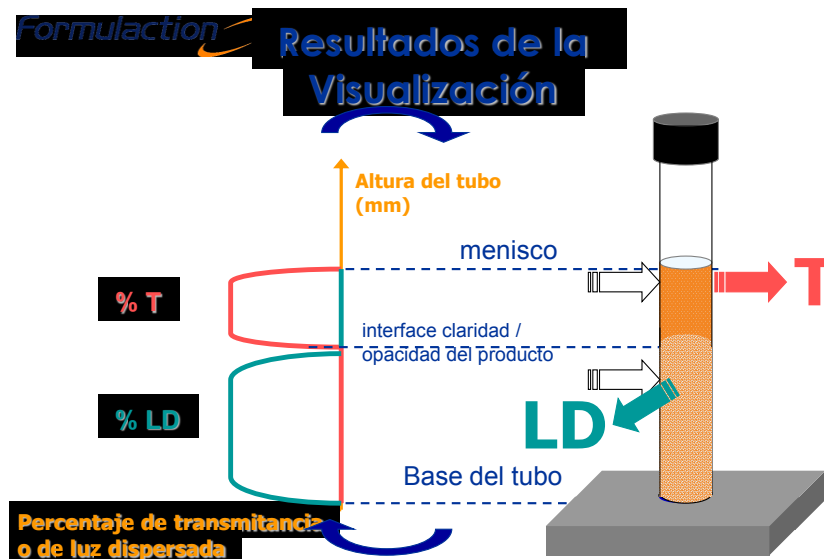 Formulaction
Resultados de la
Visualización
Altura del tubo
(mm)
menisco
T
% T
interface claridad /
opacidad del producto
% LD
LD
Base del tubo
Percentaje de transmitancia
o de luz dispersada